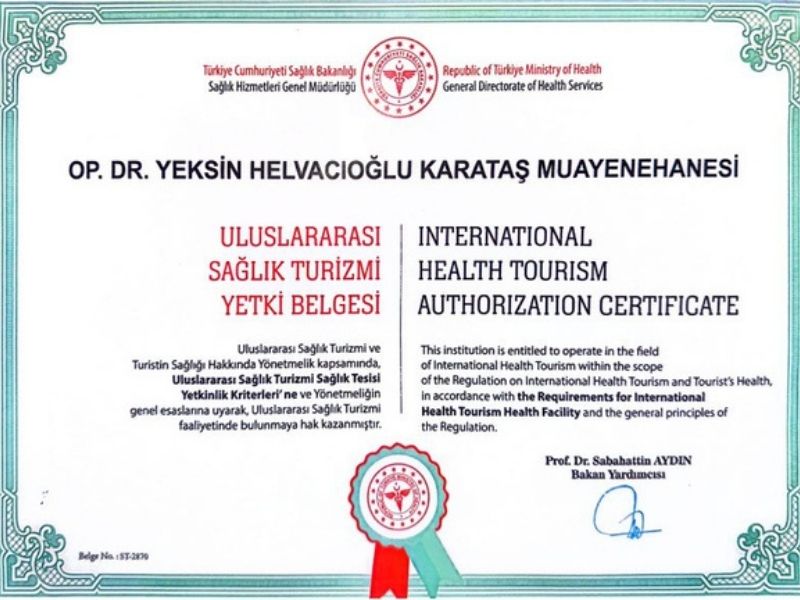 Türkiye Cumhuriyeti Sağlık Bakanlığı
Sağlık Hizmetleri Genel Müdürlüğü
Republic of Türkiye Ministry of Health
General Directorate of Health Services
OP. DR. YEKSİN HELVACIOĞLU KARATAŞ MUAYENEHANESİ
ULUSLARARASI
SAĞLIK TURİZMİ
YETKİ BELGESİ
Uluslararası Sağlık Turizmi ve
Turistin Sağlığı Hakkında Yönetmelik kapsamında,
Uluslararası Sağlık Turizmi Sağlık Tesisi
Yetkinlik Kriterleri' ne ve Yönetmeliğin
genel esaslarına uyarak, Uluslararası Sağlık Turizmi
faaliyetinde bulunmaya hak kazanmıştır.
INTERNATIONAL
HEALTH TOURISM
AUTHORIZATION CERTIFICATE
This institution is entitled to operate in the field
of International Health Tourism within the scope
of the Regulation on International Health Tourism and Tourist's Health,
in accordance with the Requirements for International
Health Tourism Health Facility and the general principles of
the Regulation.
Prof. Dr. Sabahattin AYDIN
Bakan Yardımcısı
Belge No. : ST-2870